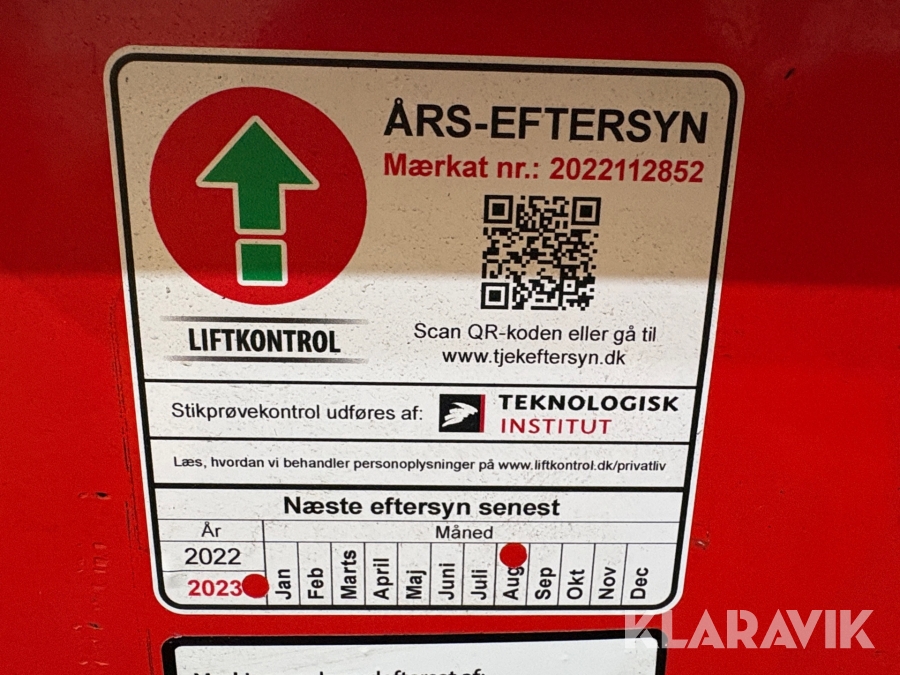 ÅRS-EFTERSYN
Mærkat nr.: 2022112852
LIFTKONTROL
Scan QR-koden eller gå til
www.tjekeftersyn.dk
Stikprøvekontrol udføres af: TEKNOLOGISK
INSTITUT
Læs, hvordan vi behandler personoplysninger på www.liftkontrol.dk/privatliv
Næste eftersyn senest
År Måned
2022
2023 Jan Feb Marts April Maj Juni Juli Aug Sep Okt Nov Dec
KLARAVIK